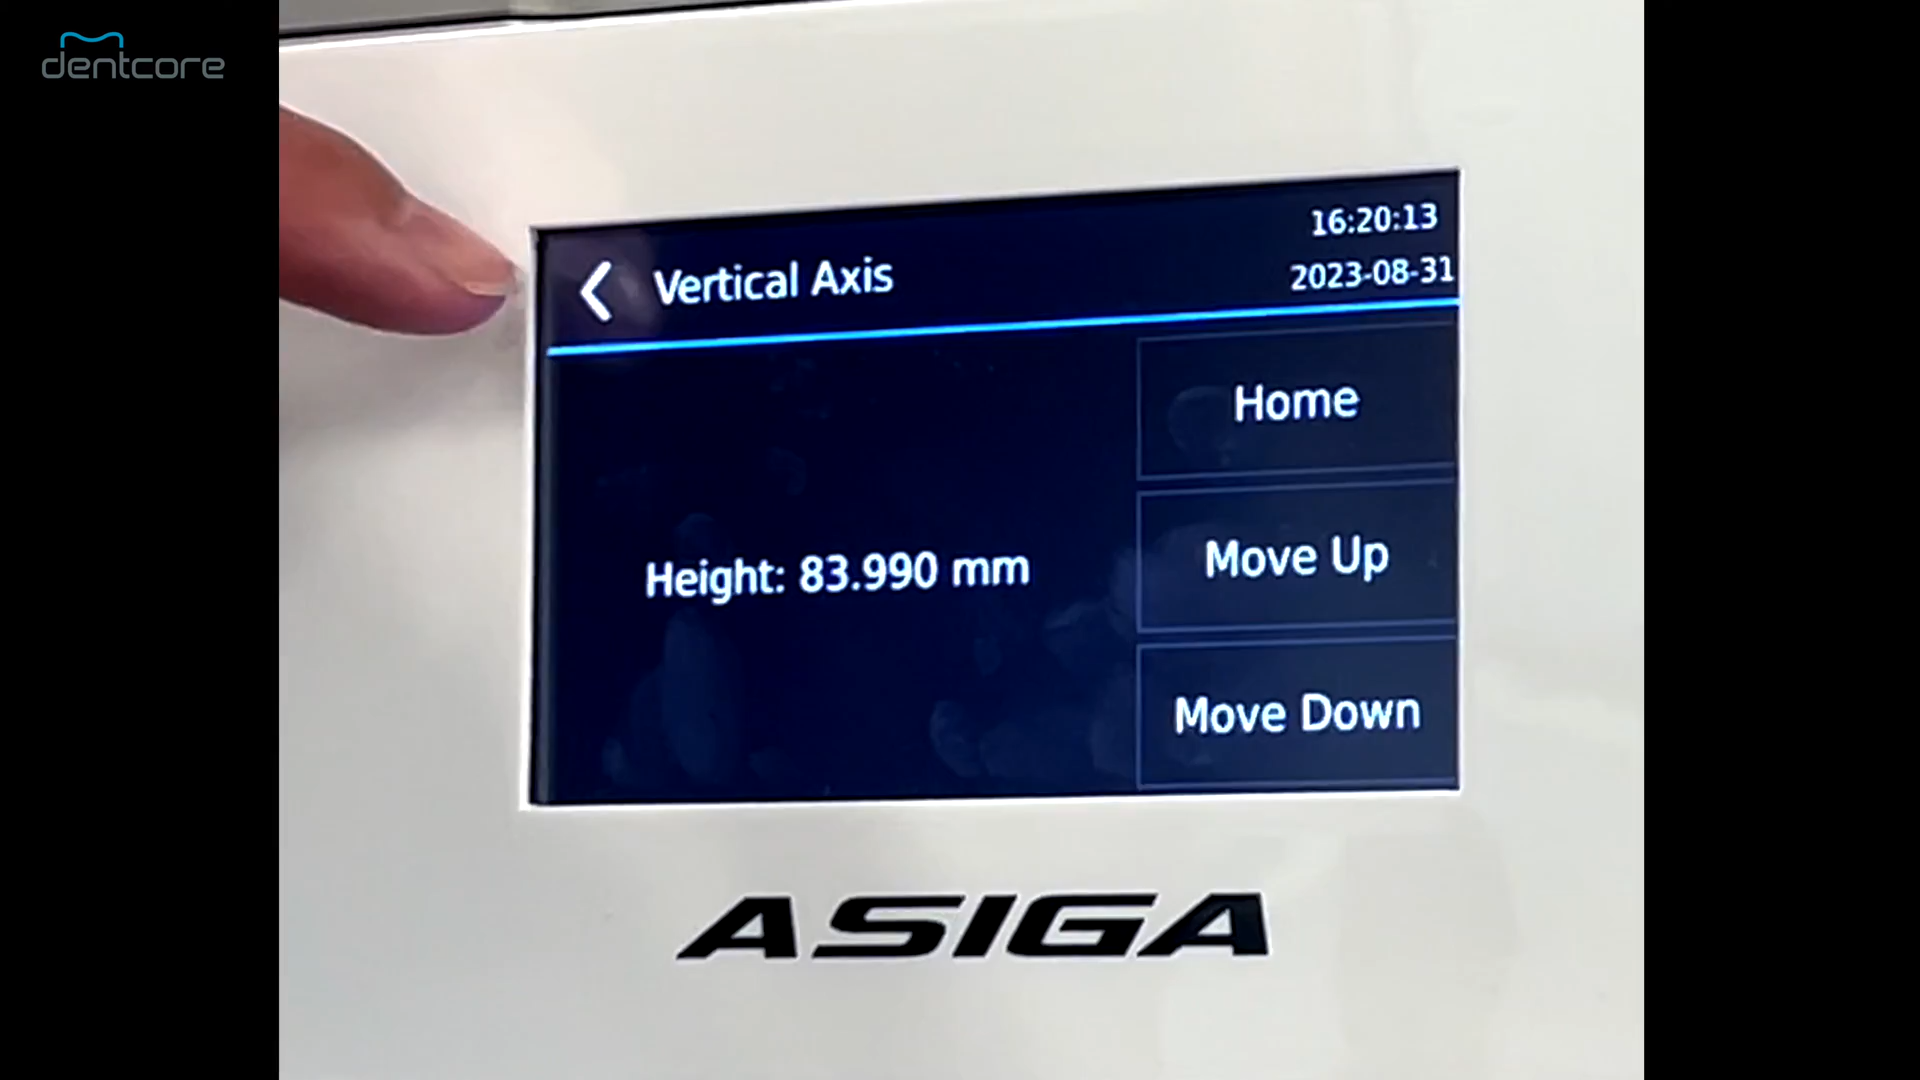 dentcore
16:20:13
Vertical Axis
2023-08-31
Home
Height: 83.990 mm
Move Up
Move Down
ASIGA